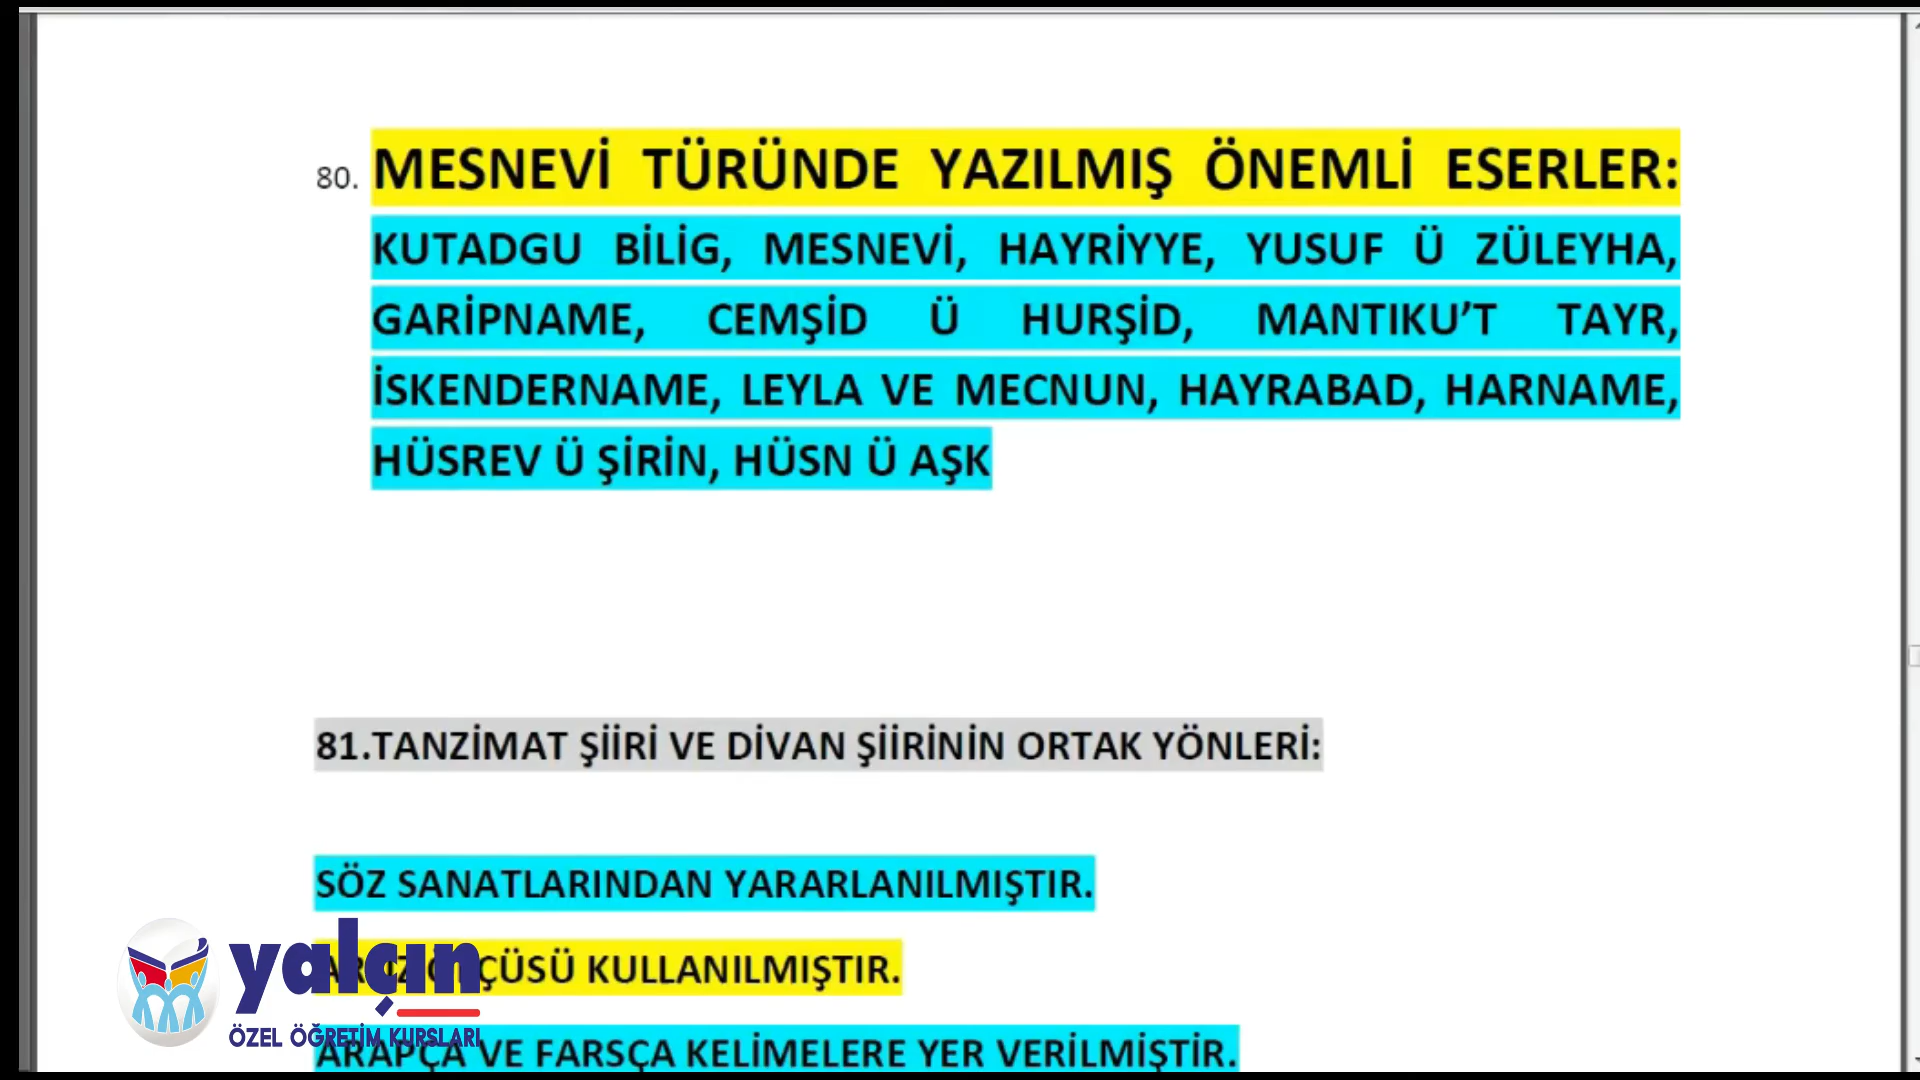 80. MESNEVİ TÜRÜNDE YAZILMIŞ ÖNEMLİ ESERLER:
KUTADGU BİLİG, MESNEVİ, HAYRİYYE, YUSUF Ü ZÜLEYHA,
GARİPNAME, CEMŞİD Ü HURŞİD, MANTIKU’T TAYR,
İSKENDERNAME, LEYLA VE MECNUN, HAYRABAD, HARNAME,
HÜSREV Ü ŞİRİN, HÜSN Ü AŞK
81.TANZİMAT ŞİİRİ VE DİVAN ŞİİRİNİN ORTAK YÖNLERİ:
SÖZ SANATLARINDAN YARARLANILMIŞTIR.
KULLANILMIŞTIR.
ARAPÇA VE FARSÇA KELİMELERE YER VERİLMİŞTİR.
yalçın
ÖZEL ÖĞRETİM KURSLARI